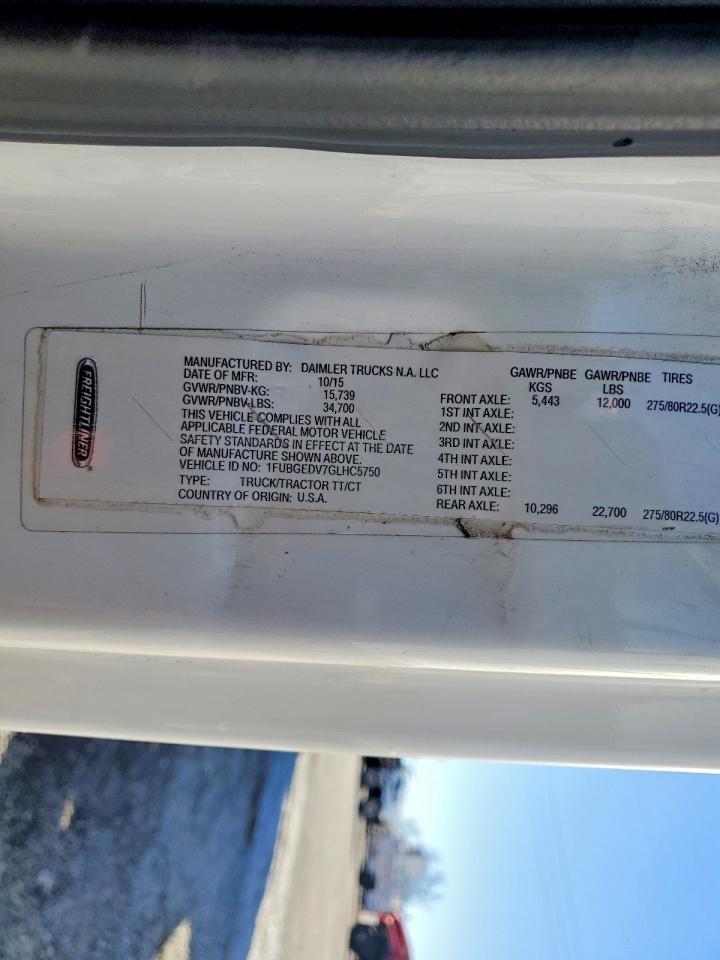 FREIGHTLINER®
MANUFACTURED BY: DAIMLER TRUCKS N.A. LLC
DATE OF MFR: 10/15
GVWR/PNBV-KG: 15,739
GVWR/PNBV-LBS: 34,700
THIS VEHICLE COMPLIES WITH ALL
APPLICABLE FEDERAL MOTOR VEHICLE
SAFETY STANDARDS IN EFFECT AT THE DATE
OF MANUFACTURE SHOWN ABOVE.
VEHICLE ID NO: 1FUBGEDV7GLHC5750
TYPE: TRUCK/TRACTOR TT/CT
COUNTRY OF ORIGIN: U.S.A.
GAWR/PNBE GAWR/PNBE TIRES
KGS LBS
FRONT AXLE: 5,443 12,000 275/80R22.5(G)
1ST INT AXLE:
2ND INT AXLE:
3RD INT AXLE:
4TH INT AXLE:
5TH INT AXLE:
6TH INT AXLE:
REAR AXLE: 10,296 22,700 275/80R22.5(G)